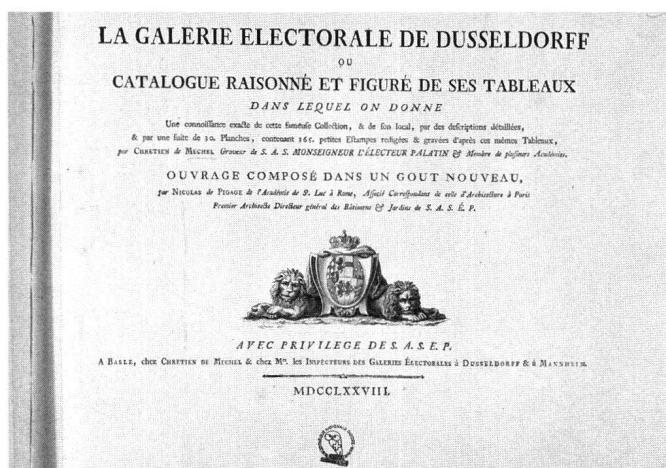 LA GALERIE ELECTORALE DE DUSSELDORFF
OU
CATALOGUE RAISONNÉ ET FIGURÉ DE SES TABLEAUX
DANS LEQUEL ON DONNE
Une connoissance exacte de cette fameuse Collection, & de son local, par des descriptions détaillées,
& par une suite de 30. Planches, contenant 365. petites Estampes redigées & gravées d'après ces mêmes Tableaux,
par CHRETIEN de MECHEL Graveur de S. A. S. MONSEIGNEUR L'ÉLECTEUR PALATIN & Membre de plusieurs Académies.
OUVRAGE COMPOSÉ DANS UN GOUT NOUVEAU,
par NICOLAS de PIGAGE de l'Académie de St. Luc à Rome, Associé Correspondant de celle d'Architecture à Paris
Premier Architecte Directeur général des Bâtimens & Jardins de S. A. S. É. P.
AVEC PRIVILEGE DE S. A. S. E. P.
A BASLE, chez CHRETIEN DE MECHEL & chez Mrs. les INSPECTEURS DES GALERIES ÉLECTORALES à DUSSELDORFF & à MANNHEIM.
MDCCLXXVIII.